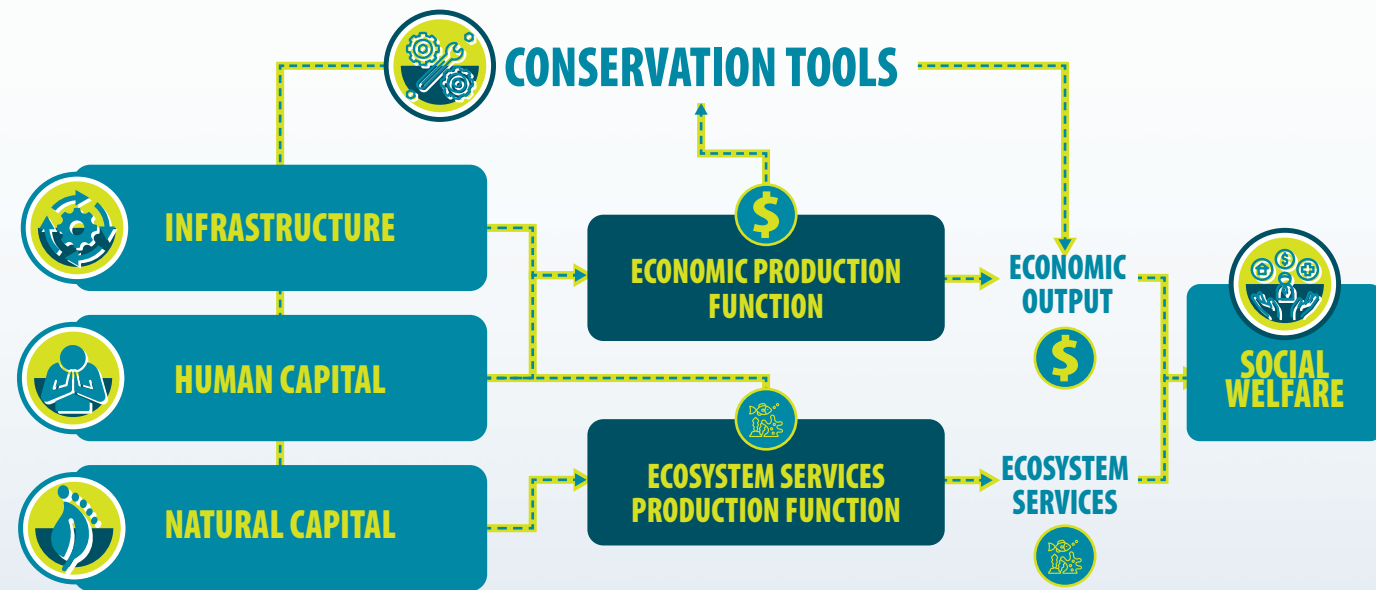 CONSERVATION TOOLS
INFRASTRUCTURE
HUMAN CAPITAL
NATURAL CAPITAL
$
ECONOMIC PRODUCTION
FUNCTION
ECOSYSTEM SERVICES
PRODUCTION FUNCTION
ECONOMIC
OUTPUT
$
ECOSYSTEM
SERVICES
$
SOCIAL
WELFARE